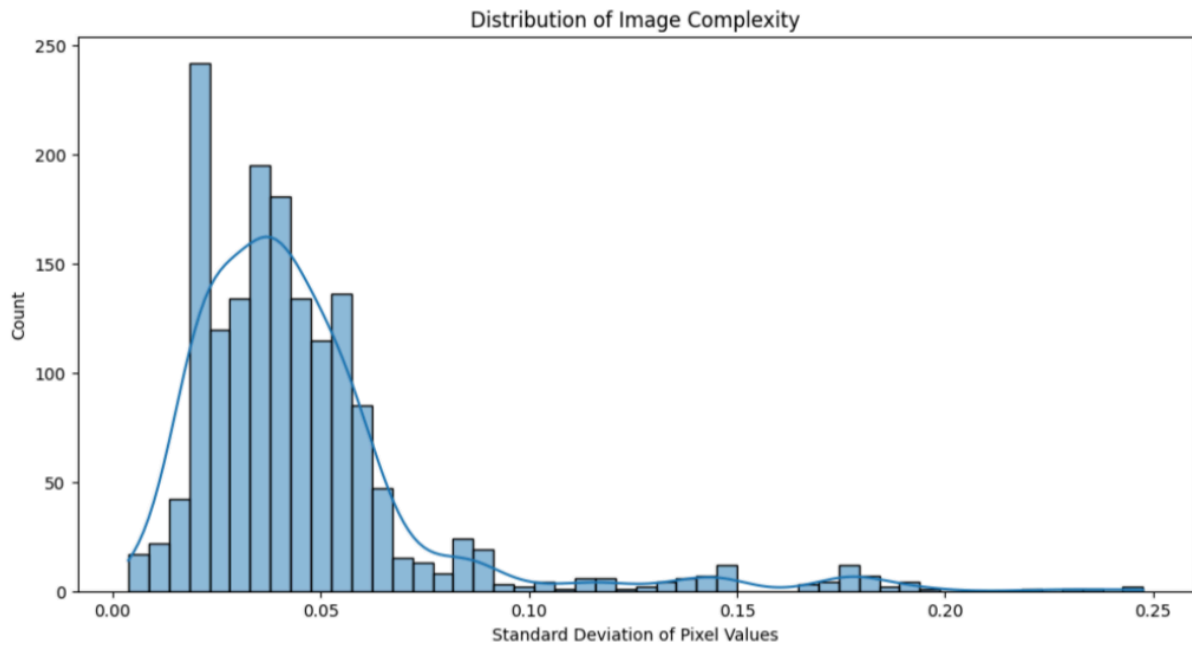 Distribution of Image Complexity
250
200
150
100
50
0
Count
0.00 0.05 0.10 0.15 0.20 0.25
Standard Deviation of Pixel Values